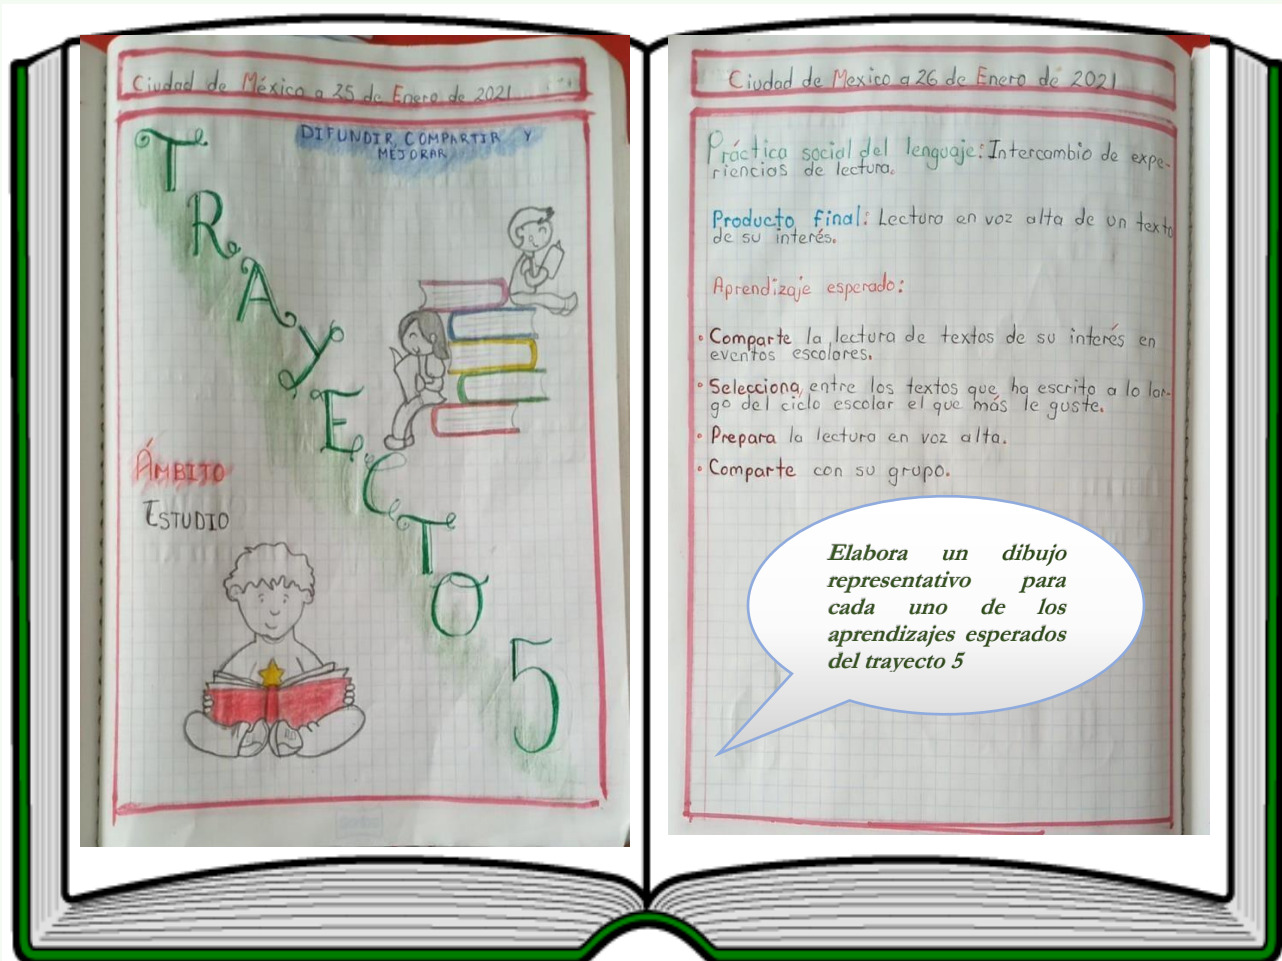 Ciudad de México a 25 de Enero de 2021
DIFUNDIR, COMPARTIR Y
MEJORAR
TRAYECTO 5
ÁMBITO
ESTUDIO
Ciudad de Mexico a 26 de Enero de 2021
Práctica social del lenguaje: Intercambio de expe-
riencias de lectura.
Producto final: Lectura en voz alta de un texto
de su interés.
Aprendizaje esperado:
• Comparte la lectura de textos de su interés en
eventos escolares.
• Selecciona, entre los textos que ha escrito a lo lar-
go del ciclo escolar el que más le guste.
• Prepara la lectura en voz alta.
• Comparte con su grupo.
Elabora un dibujo
representativo para
cada uno de los
aprendizajes esperados
del trayecto 5